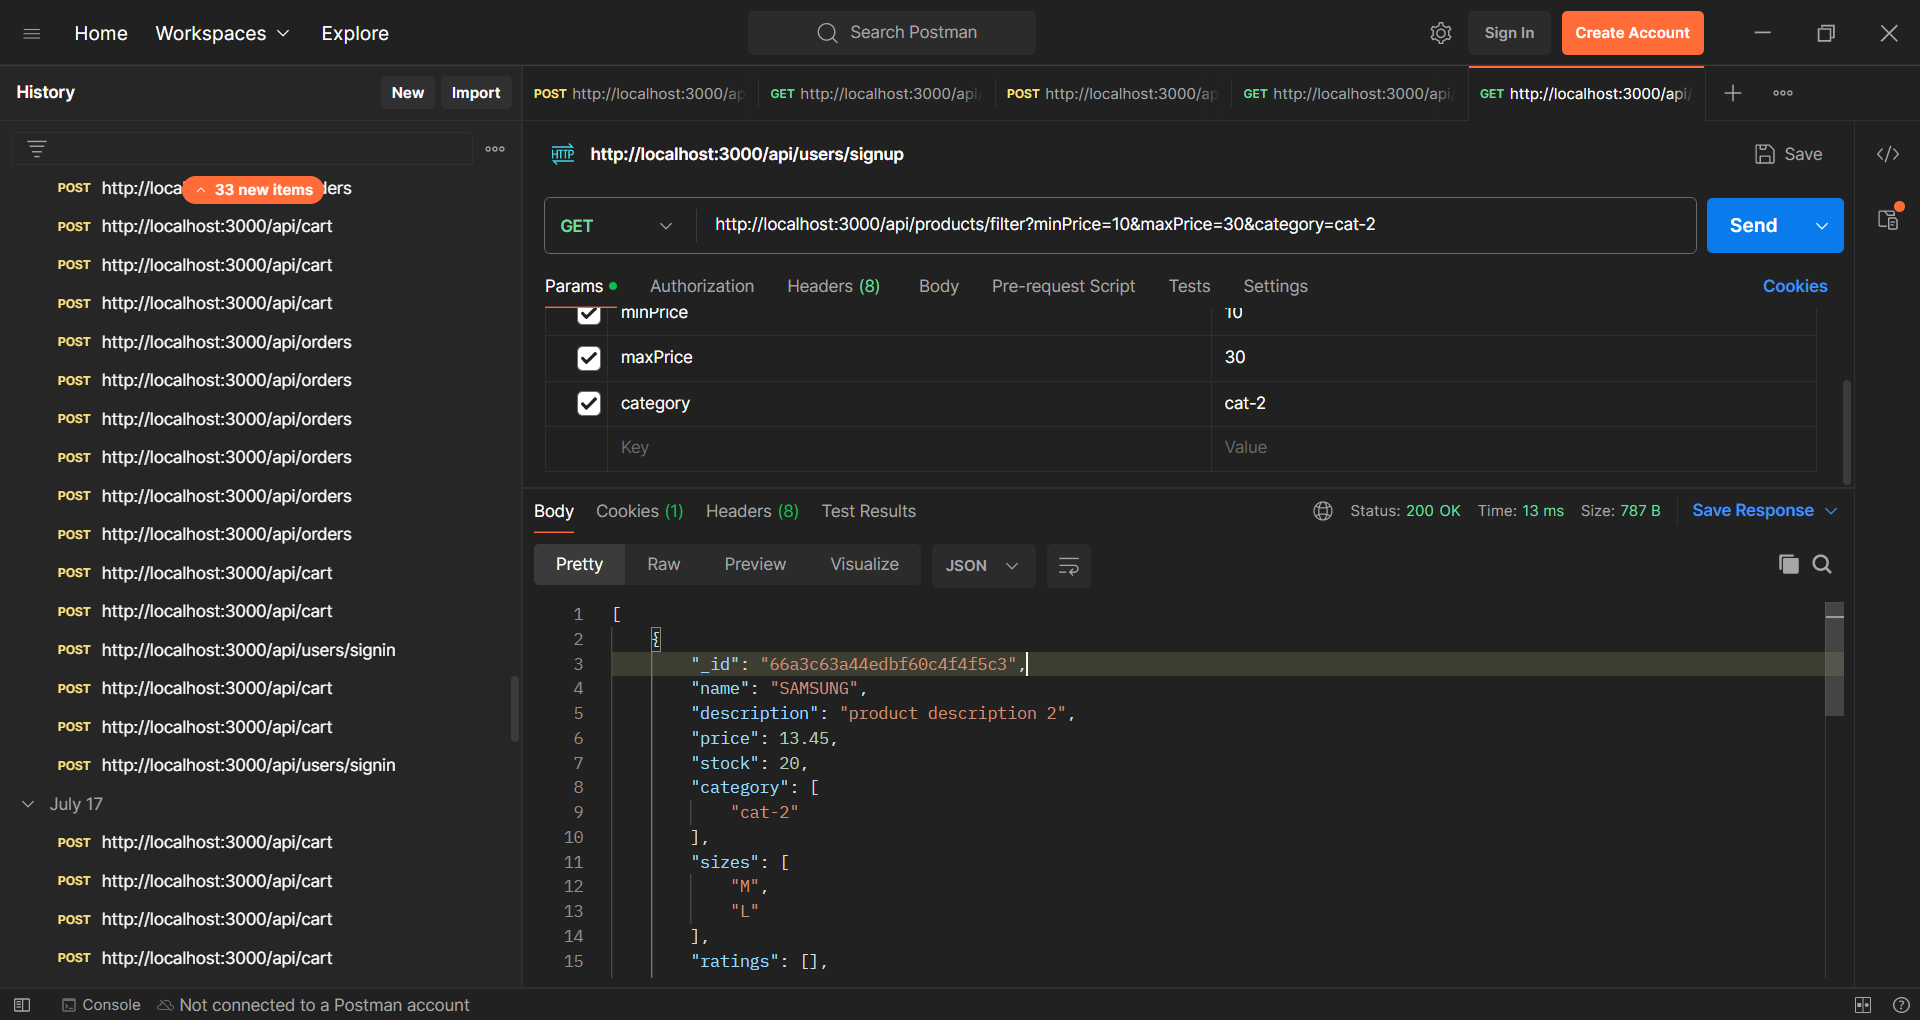 Home Workspaces Explore Search Postman Sign In Create Account
History New Import
POST http://localhost:3000/ap GET http://localhost:3000/api/ POST http://localhost:3000/ap GET http://localhost:3000/api/ GET http://localhost:3000/api/
http://localhost:3000/api/users/signup Save
POST http://loca ders
33 new items
POST http://localhost:3000/api/cart
POST http://localhost:3000/api/cart
POST http://localhost:3000/api/cart
POST http://localhost:3000/api/orders
POST http://localhost:3000/api/orders
POST http://localhost:3000/api/orders
POST http://localhost:3000/api/orders
POST http://localhost:3000/api/orders
POST http://localhost:3000/api/orders
POST http://localhost:3000/api/cart
POST http://localhost:3000/api/cart
POST http://localhost:3000/api/users/signin
POST http://localhost:3000/api/cart
POST http://localhost:3000/api/cart
POST http://localhost:3000/api/users/signin
July 17
POST http://localhost:3000/api/cart
POST http://localhost:3000/api/cart
POST http://localhost:3000/api/cart
POST http://localhost:3000/api/cart
HTTP
GET http://localhost:3000/api/products/filter?minPrice=10&maxPrice=30&category=cat-2 Send
Params Authorization Headers (8) Body Pre-request Script Tests Settings Cookies
minPrice 10
maxPrice 30
category cat-2
Key Value
Body Cookies (1) Headers (8) Test Results Status: 200 OK Time: 13 ms Size: 787 B Save Response
Pretty Raw Preview Visualize JSON
1 [
2 {
3 "_id": "66a3c63a44edbf60c4f4f5c3",
4 "name": "SAMSUNG",
5 "description": "product description 2",
6 "price": 13.45,
7 "stock": 20,
8 "category": [
9 "cat-2"
10 ],
11 "sizes": [
12 "M",
13 "L"
14 ],
15 "ratings": [],
Console Not connected to a Postman account